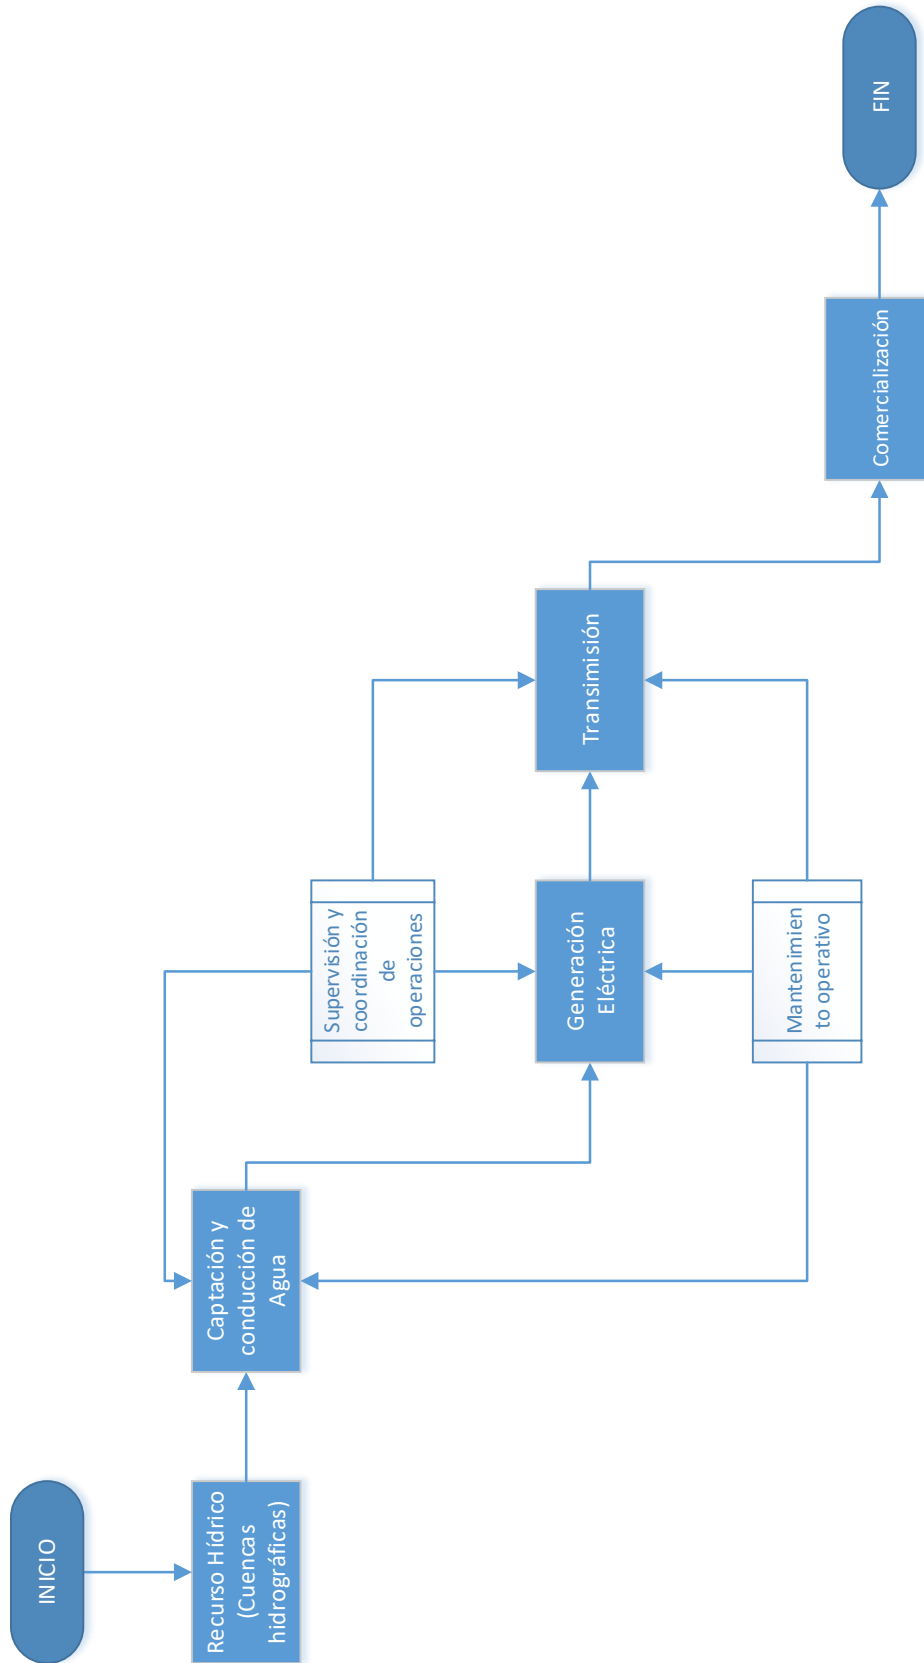 INICIO
Recurso Hídrico
(Cuencas
hidrográficas)
Captación y
conducción de
Agua
Supervisión y
coordinación
de
operaciones
Generación
Eléctrica
Mantenimien
to operativo
Transimisión
Comercialización
FIN